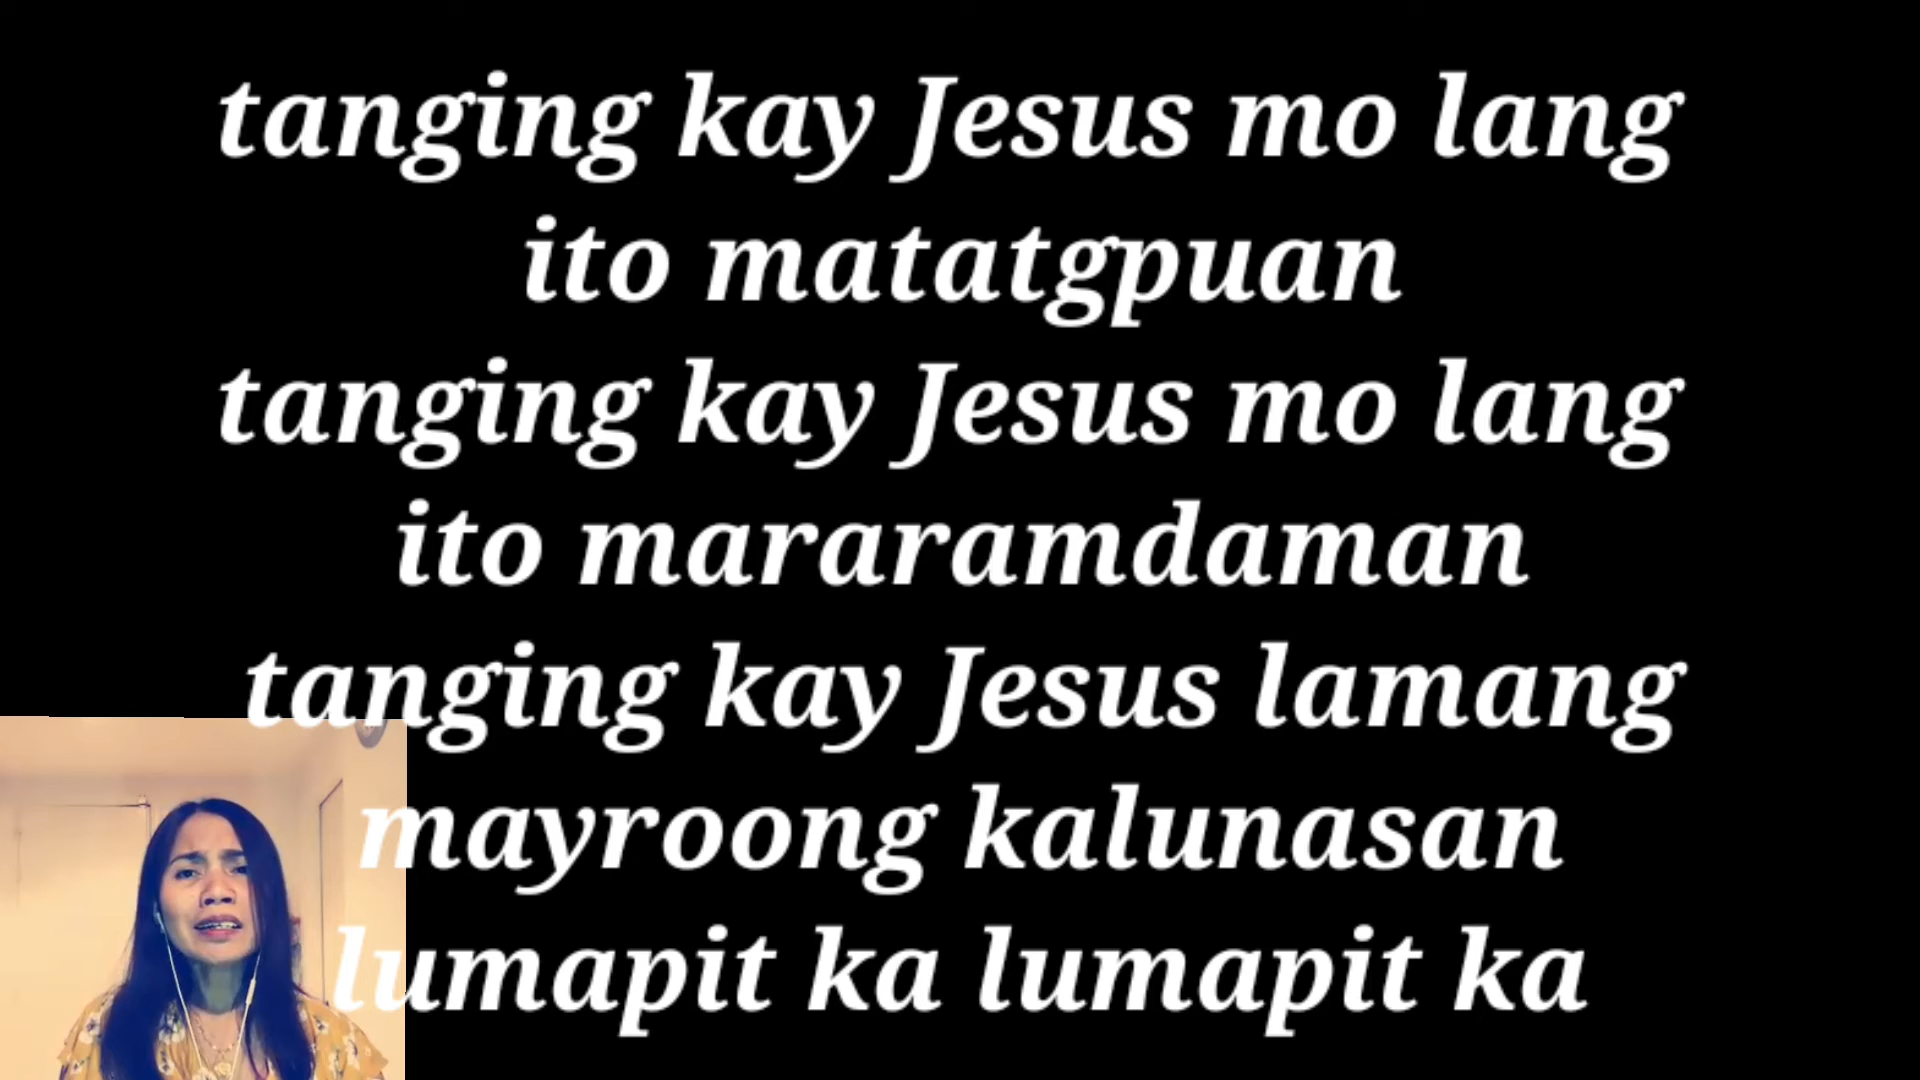 tanging kay Jesus mo lang
ito matatgpuan
tanging kay Jesus mo lang
ito mararamdaman
tanging kay Jesus lamang
mayroong kalunasan
lumapit ka lumapit ka